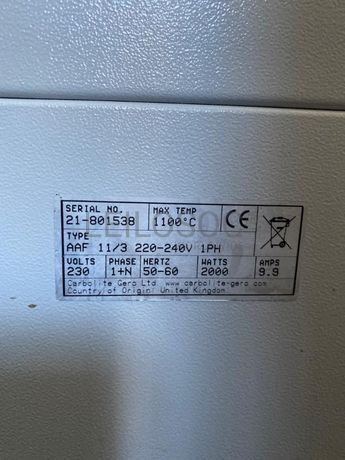 SERIAL NO. MAX TEMP
21-801538 1100°C CE
TYPE
AAF 11/3 220-240V 1PH
VOLTS PHASE HERTZ WATTS AMPS
230 1+N 50-60 2000 9.9
Carbolite Gero Ltd. www.carbolite-gero.com
Country of Origin: United Kingdom.